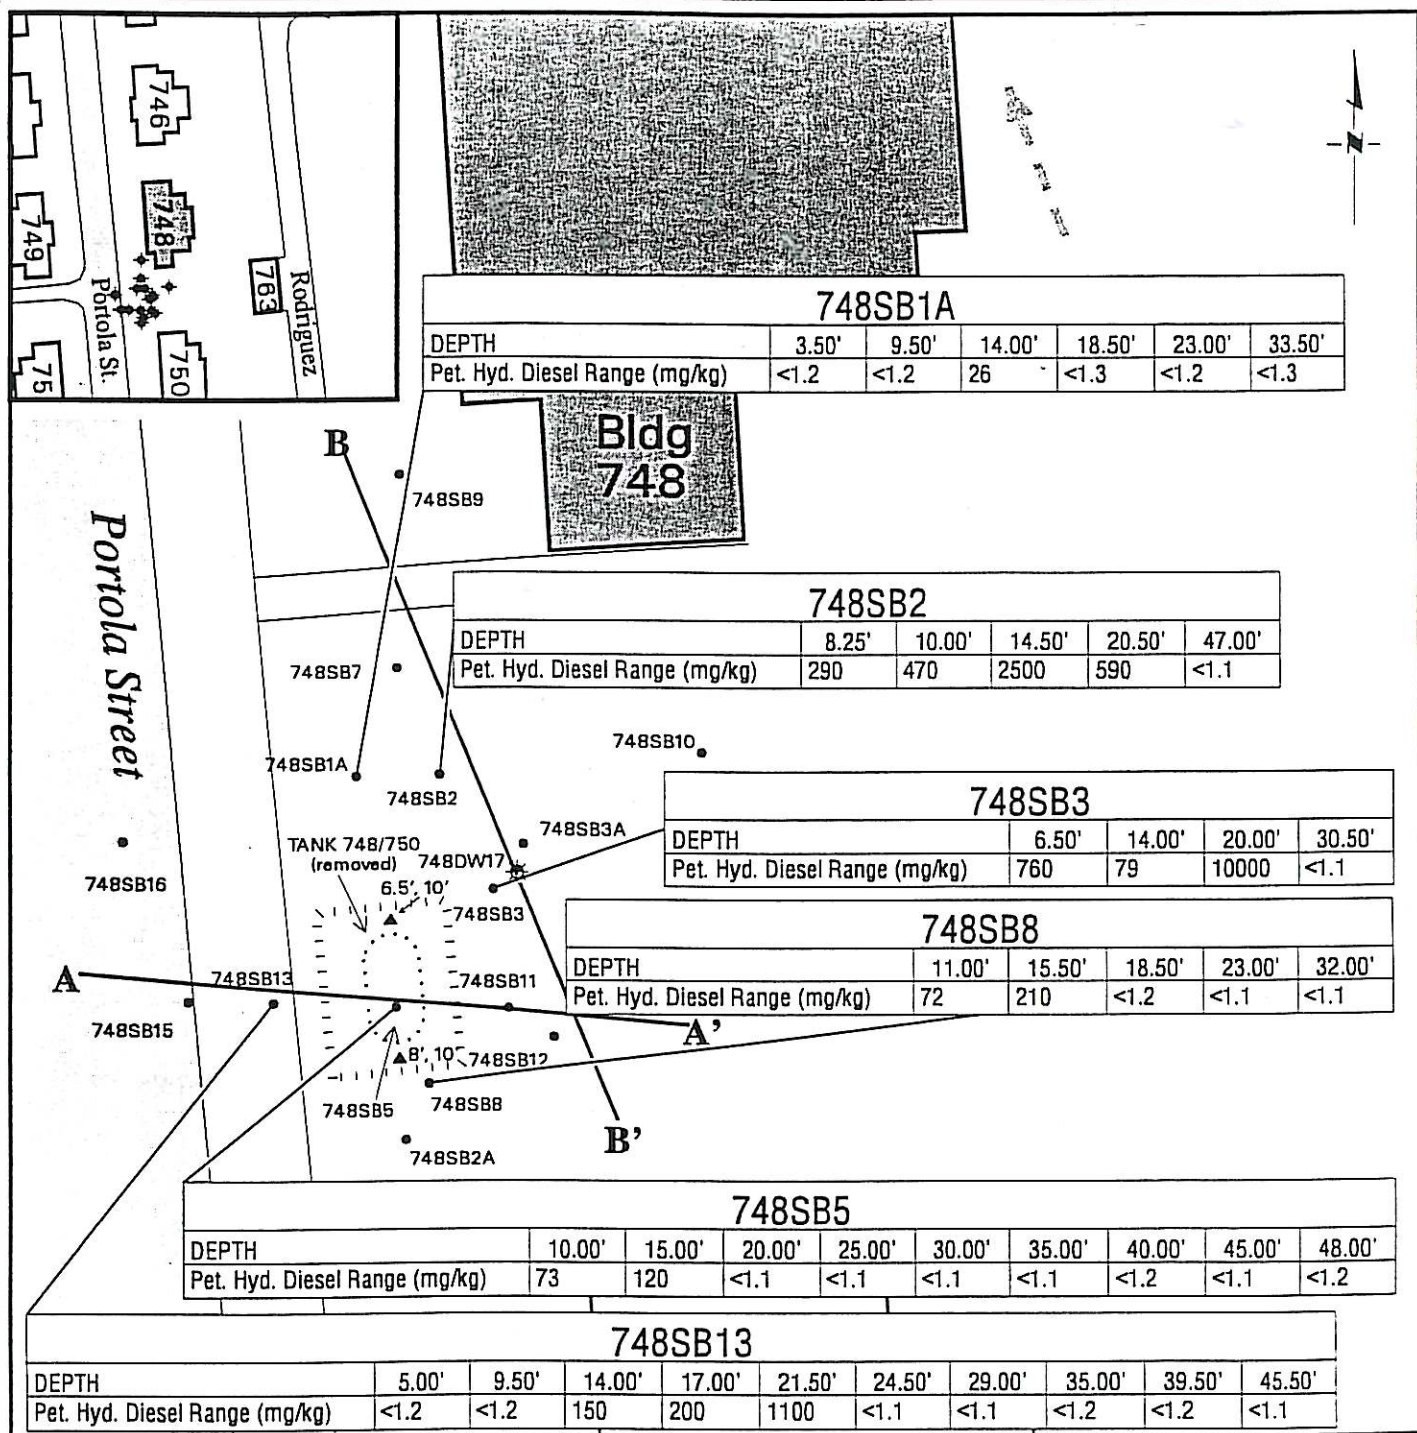 746
748
749
763
Rodriguez
Portola St.
750
75
N
748SB1A
DEPTH 3.50' 9.50' 14.00' 18.50' 23.00' 33.50'
Pet. Hyd. Diesel Range (mg/kg) <1.2 <1.2 26 <1.3 <1.2 <1.3
Bldg
748
B
748SB9
Portola Street
748SB2
DEPTH 8.25' 10.00' 14.50' 20.50' 47.00'
Pet. Hyd. Diesel Range (mg/kg) 290 470 2500 590 <1.1
748SB7
748SB10
748SB1A
748SB2
748SB3
DEPTH 6.50' 14.00' 20.00' 30.50'
Pet. Hyd. Diesel Range (mg/kg) 760 79 10000 <1.1
748SB3A
TANK 748/750
(removed)
748DW17
748SB16
6.5', 10'
748SB3
748SB8
DEPTH 11.00' 15.50' 18.50' 23.00' 32.00'
Pet. Hyd. Diesel Range (mg/kg) 72 210 <1.2 <1.1 <1.1
A
748SB13
748SB11
748SB15
A'
8', 10'
748SB12
748SB5
748SB8
B'
748SB2A
748SB5
DEPTH 10.00' 15.00' 20.00' 25.00' 30.00' 35.00' 40.00' 45.00' 48.00'
Pet. Hyd. Diesel Range (mg/kg) 73 120 <1.1 <1.1 <1.1 <1.1 <1.2 <1.1 <1.2
748SB13
DEPTH 5.00' 9.50' 14.00' 17.00' 21.50' 24.50' 29.00' 35.00' 39.50' 45.50'
Pet. Hyd. Diesel Range (mg/kg) <1.2 <1.2 150 200 1100 <1.1 <1.1 <1.2 <1.2 <1.1